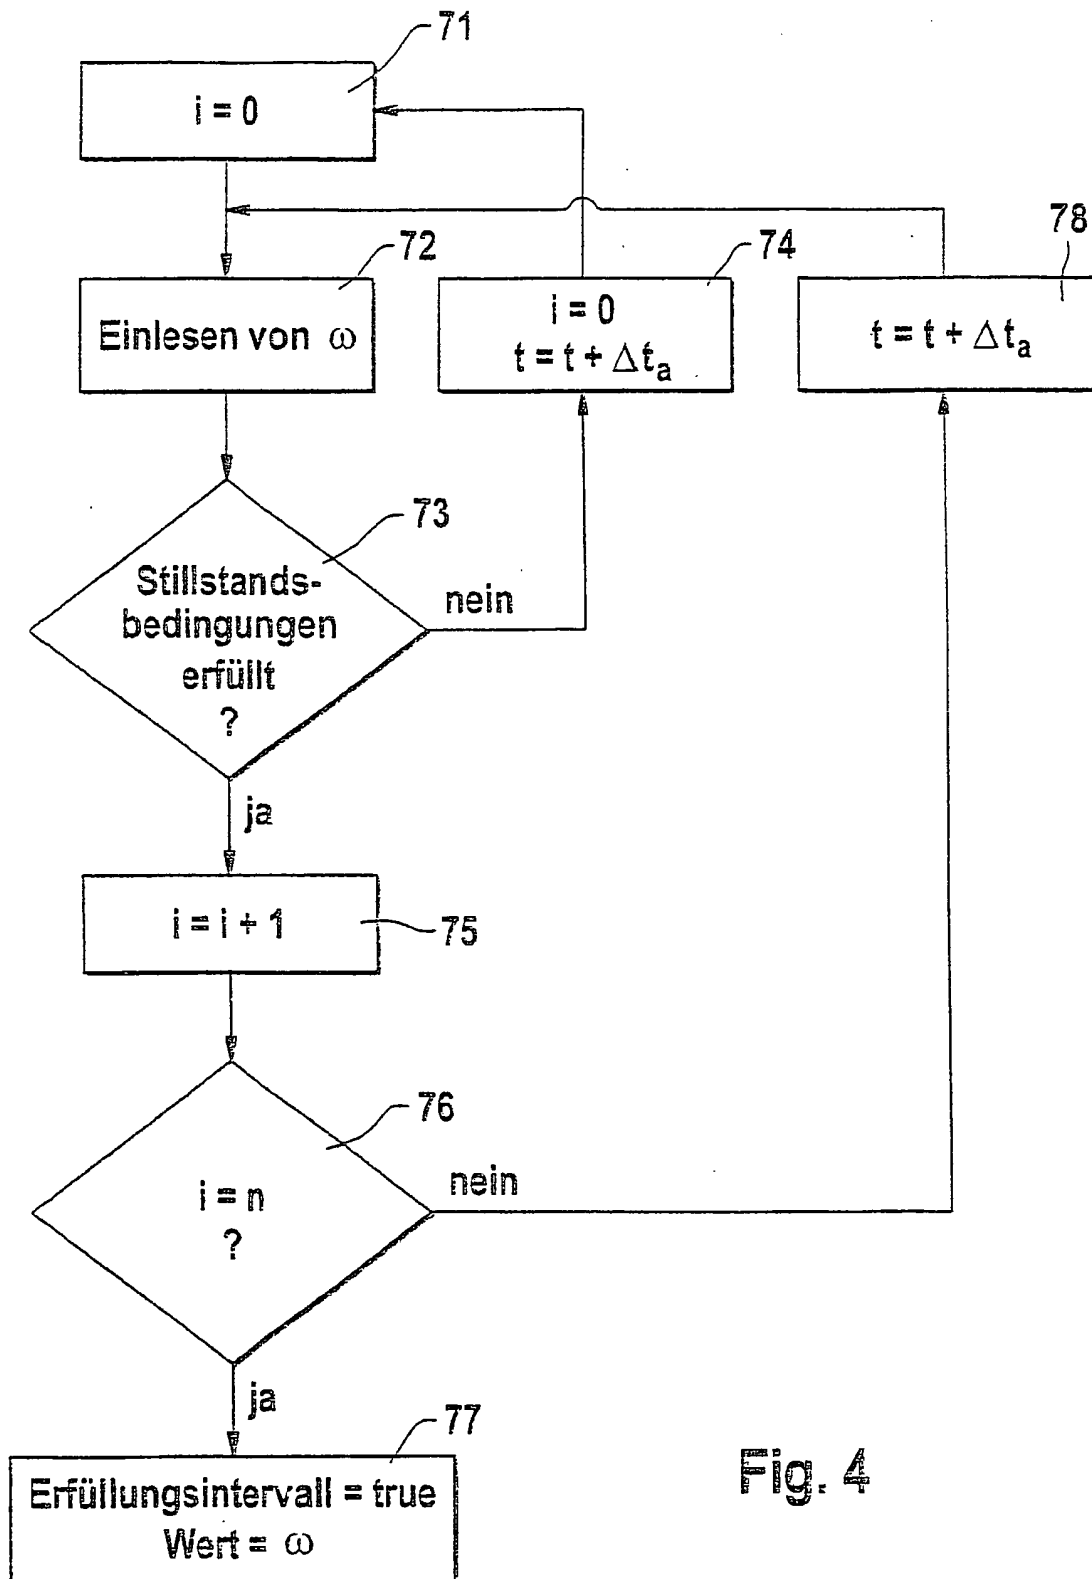 71
i = 0
72
Einlesen von ω
74
i = 0
t = t + Δtₐ
78
t = t + Δtₐ
73
Stillstands-
bedingungen
erfüllt
?
nein
ja
i = i + 1
75
76
i = n
?
nein
ja
77
Erfüllungsintervall = true
Wert = ω
Fig. 4